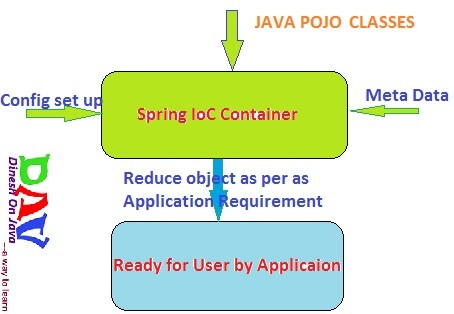 JAVA POJO CLASSES
Config set up
Meta Data
Spring IoC Container
Reduce object as per as
Application Requirement
Ready for User by Applicaion
Dinesh On Java
—a way to learn